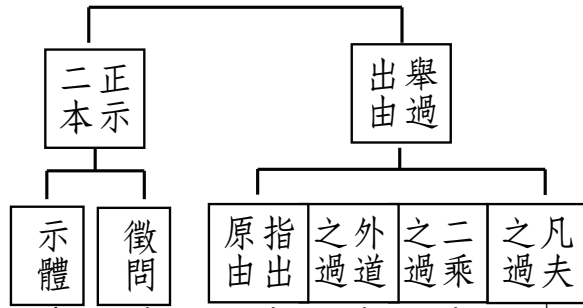 舉過
出由
正示
二本
凡夫
之過
二乘
之過
外道
之過
指出
原由
徵問
示體